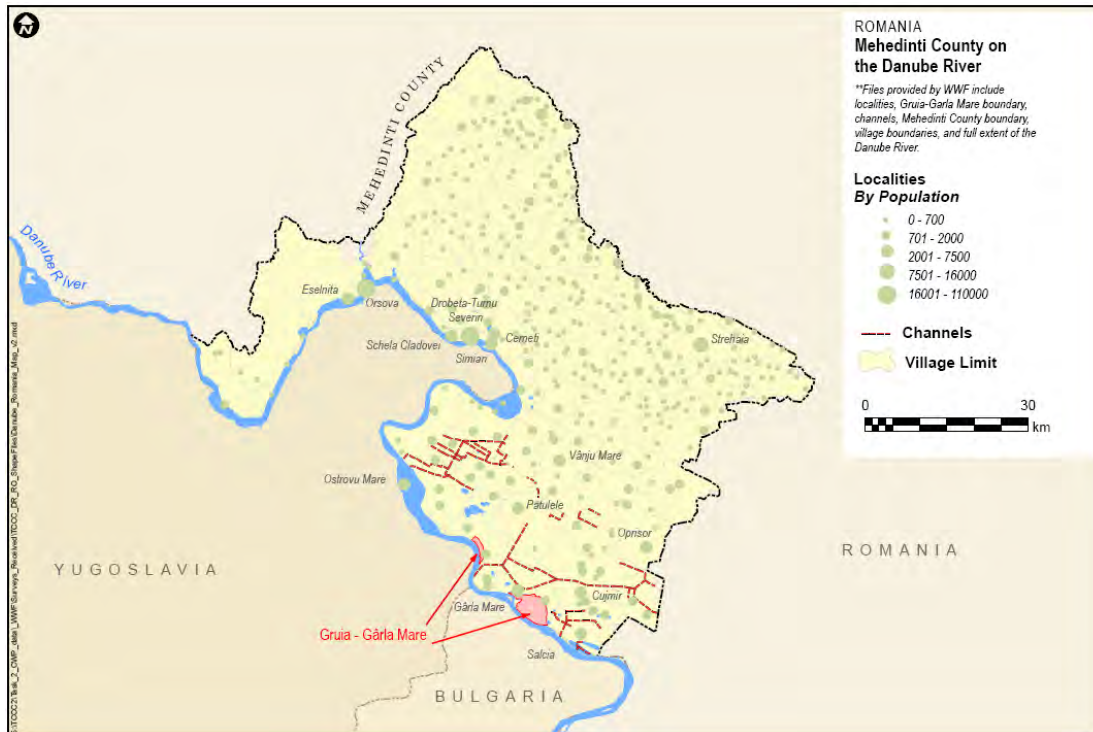 N
ROMANIA
Mehedinti County on
the Danube River
**Files provided by WWF include
localities, Gruia-Garla Mare boundary,
channels, Mehedinti County boundary,
village boundaries, and full extent of the
Danube River.
Localities
By Population
0 - 700
701 - 2000
2001 - 7500
7501 - 16000
16001 - 110000
Channels
Village Limit
0 30
km
MEHEDINTI COUNTY
Danube River
Eselnita
Orsova
Drobeta-Turnu
Severin
Schela Cladovei
Simian
Cerneti
Strehaia
Vânju Mare
Ostrovu Mare
Patulele
Oprisor
YUGOSLAVIA
ROMANIA
Gârla Mare
Cujmir
Gruia - Gârla Mare
Salcia
BULGARIA